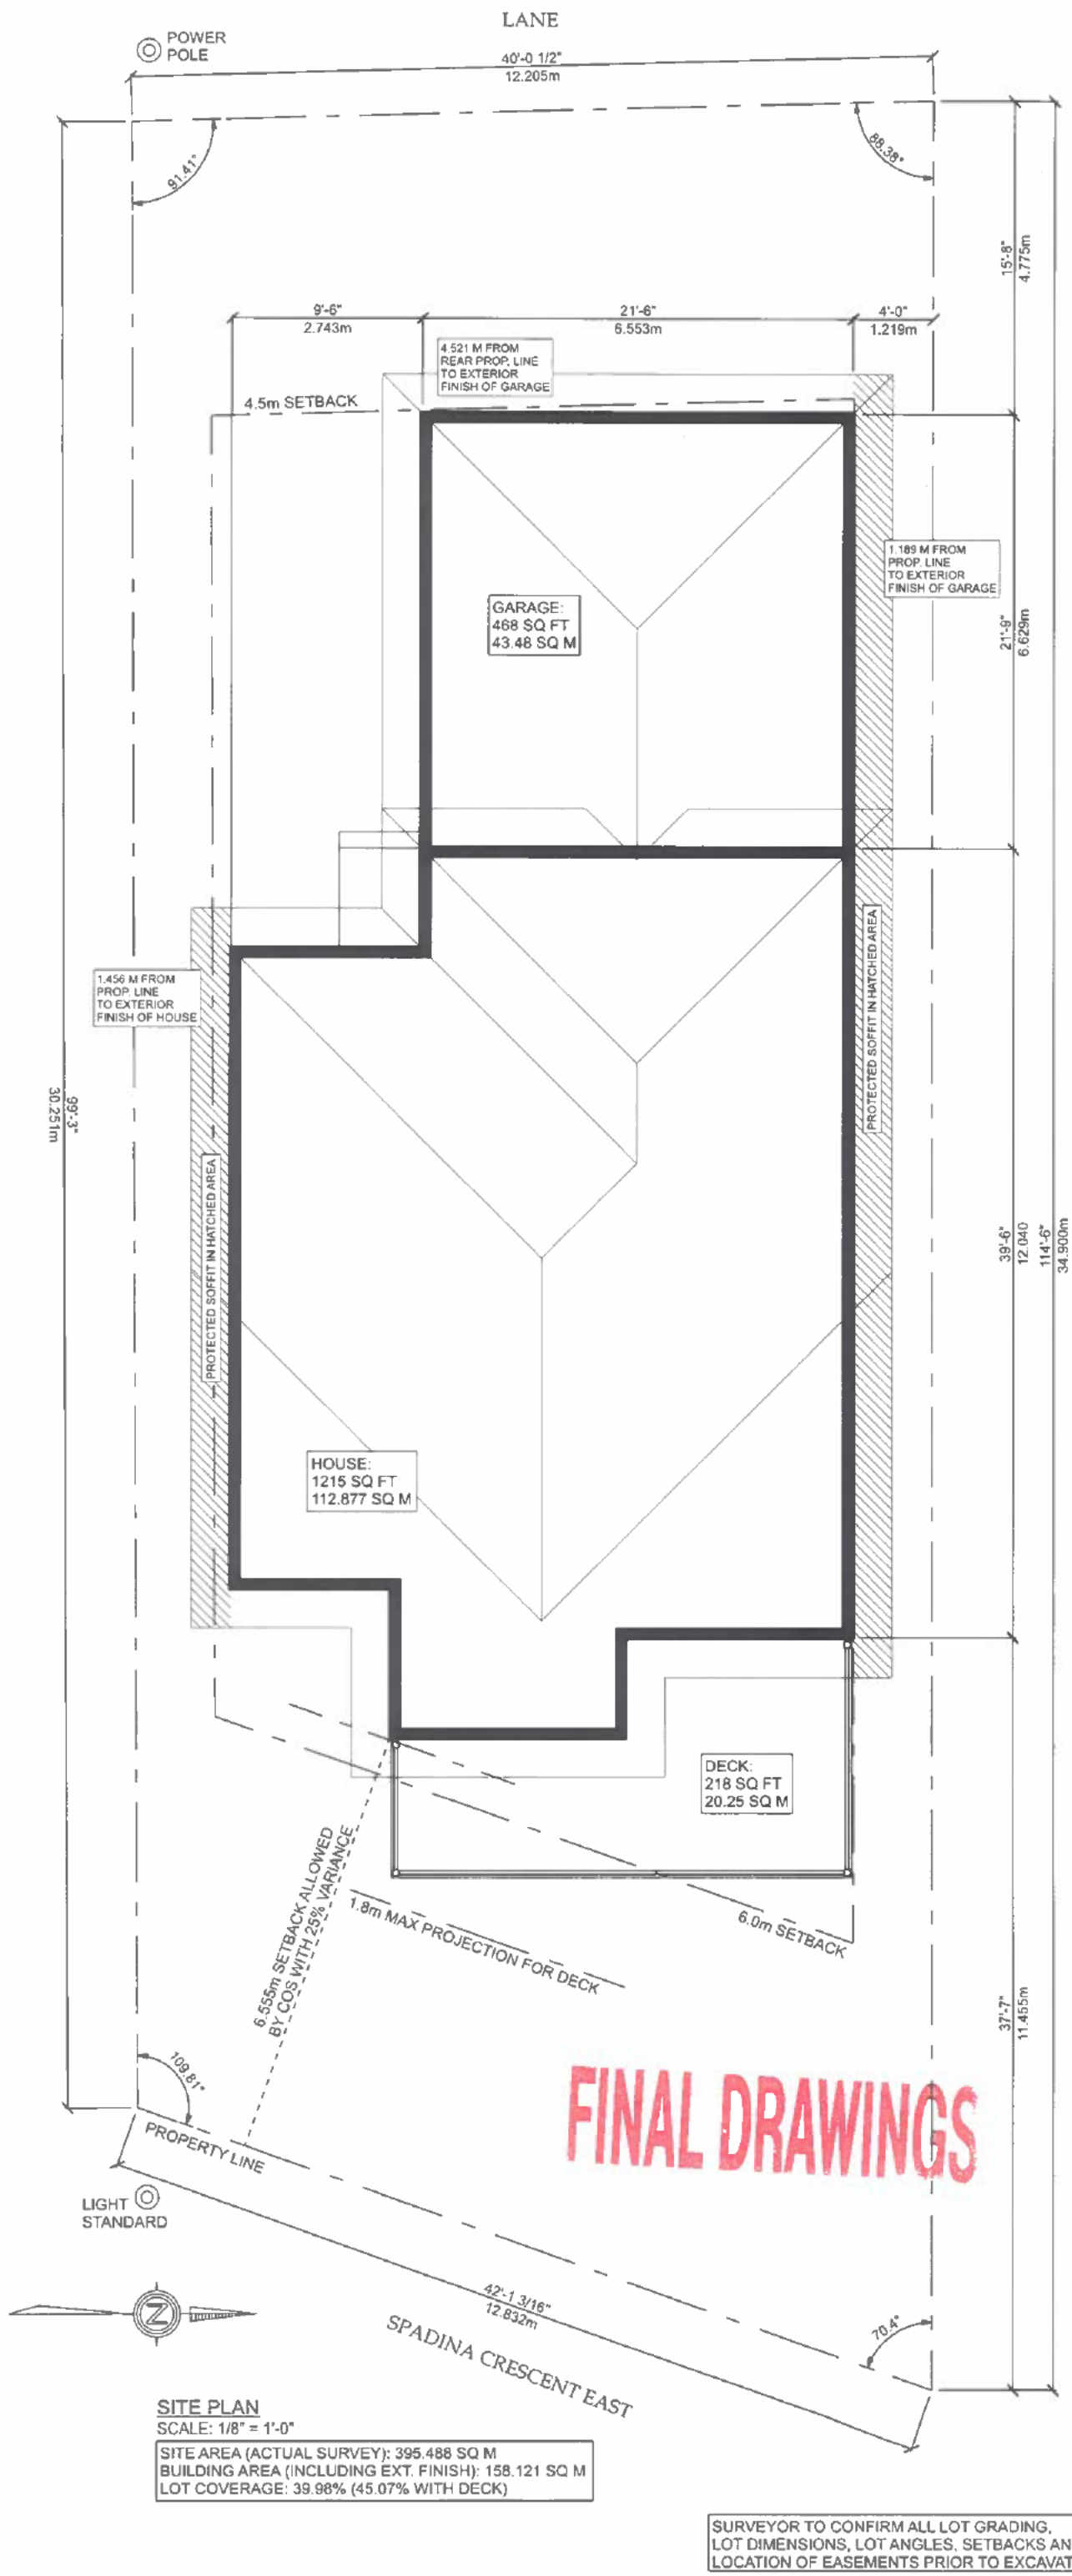 LANE
POWER
POLE
40'-0 1/2"
12.205m
91.41°
88.38°
15'-8"
4.775m
9'-6"
2.743m
21'-6"
6.553m
4'-0"
1.219m
4.521 M FROM
REAR PROP. LINE
TO EXTERIOR
FINISH OF GARAGE
4.5m SETBACK
1.189 M FROM
PROP. LINE
TO EXTERIOR
FINISH OF GARAGE
GARAGE:
468 SQ FT
43.48 SQ M
21'-9"
6.629m
PROTECTED SOFFIT IN HATCHED AREA
1.456 M FROM
PROP. LINE
TO EXTERIOR
FINISH OF HOUSE
99'-3"
30.251m
PROTECTED SOFFIT IN HATCHED AREA
39'-6"
12.040
114'-6"
34.900m
HOUSE:
1215 SQ FT
112.877 SQ M
DECK:
218 SQ FT
20.25 SQ M
6.555m SETBACK ALLOWED
BY COS WITH 25% VARIANCE
1.8m MAX PROJECTION FOR DECK
6.0m SETBACK
37'-7"
11.455m
109.81°
FINAL DRAWINGS
PROPERTY LINE
LIGHT
STANDARD
Z
42'-1 3/16"
12.832m
70.4°
SPADINA CRESCENT EAST
SITE PLAN
SCALE: 1/8" = 1'-0"
SITE AREA (ACTUAL SURVEY): 395.488 SQ M
BUILDING AREA (INCLUDING EXT. FINISH): 158.121 SQ M
LOT COVERAGE: 39.98% (45.07% WITH DECK)
SURVEYOR TO CONFIRM ALL LOT GRADING,
LOT DIMENSIONS, LOT ANGLES, SETBACKS AN
LOCATION OF EASEMENTS PRIOR TO EXCAVAT